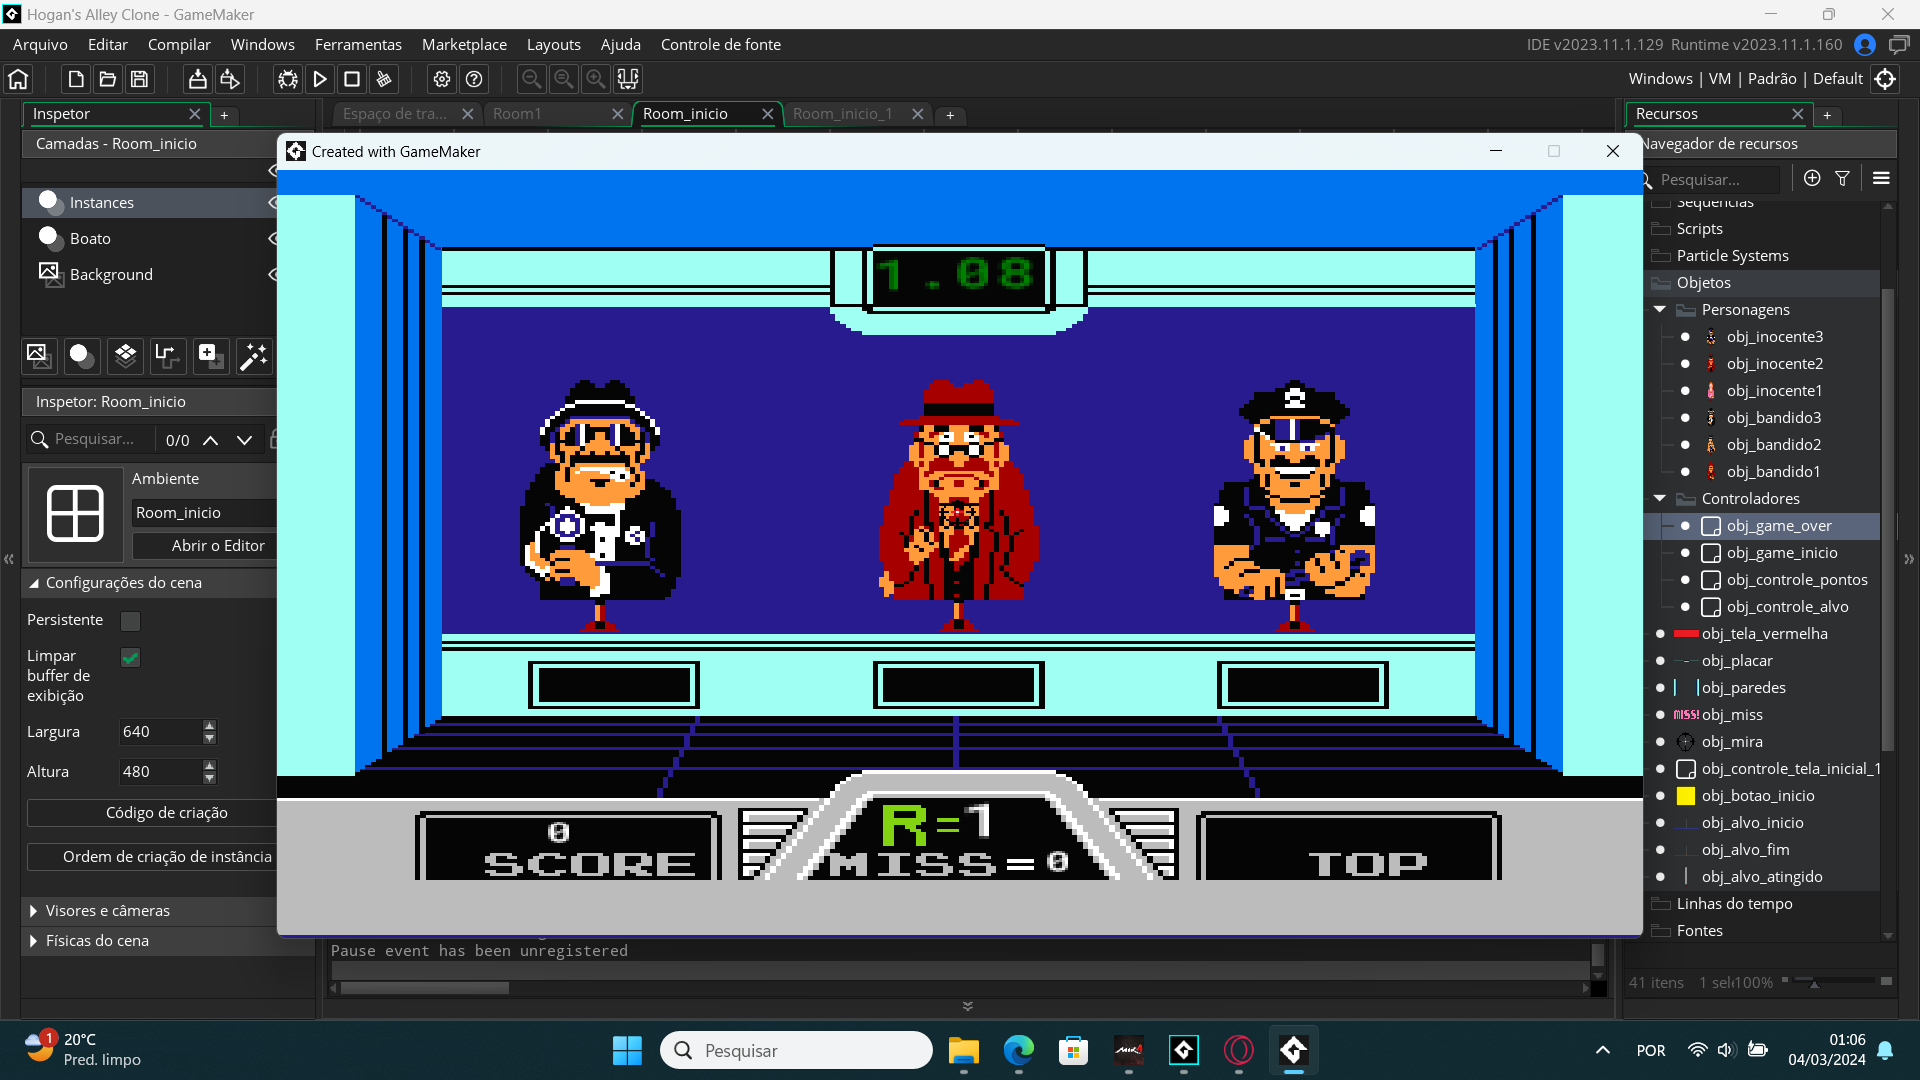 Hogan's Alley Clone - GameMaker
Arquivo Editar Compilar Windows Ferramentas Marketplace Layouts Ajuda Controle de fonte
IDE v2023.11.1.129 Runtime v2023.11.1.160
Windows | VM | Padrão | Default
Inspetor
Espaço de tra...
Room1
Room_inicio
Room_inicio_1
Recursos
Camadas - Room_inicio
Created with GameMaker
Navegador de recursos
Pesquisar...
Instances
Boato
Background
Sequências
Scripts
Particle Systems
Objetos
Personagens
obj_inocente3
obj_inocente2
obj_inocente1
obj_bandido3
obj_bandido2
obj_bandido1
Controladores
obj_game_over
obj_game_inicio
obj_controle_pontos
obj_controle_alvo
obj_tela_vermelha
obj_placar
obj_paredes
MISS!
obj_miss
obj_mira
obj_controle_tela_inicial_1
obj_botao_inicio
obj_alvo_inicio
obj_alvo_fim
obj_alvo_atingido
Linhas do tempo
Fontes
41 itens
100%
1.08
R=1
0
SCORE
MISS=0
TOP
Inspetor: Room_inicio
Pesquisar...
0/0
Ambiente
Room_inicio
Abrir o Editor
Configurações do cena
Persistente
Limpar
buffer de
exibição
Largura
640
Altura
480
Código de criação
Ordem de criação de instância
Visores e câmeras
Físicas do cena
Pause event has been unregistered
1
20°C
Pred. limpo
Pesquisar
POR
01:06
04/03/2024